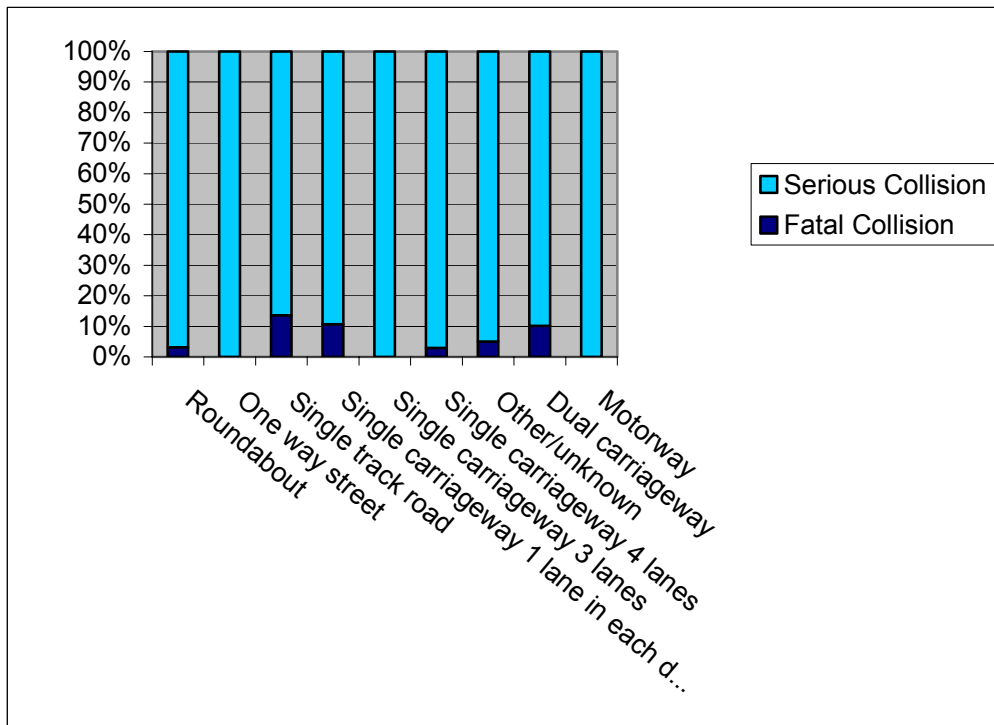 100%
90%
80%
70%
60%
50%
40%
30%
20%
10%
0%
Roundabout
One way street
Single track road
Single carriageway 1 lane in each d...
Single carriageway 3 lanes
Single carriageway 4 lanes
Other/unknown
Dual carriageway
Motorway
Serious Collision
Fatal Collision